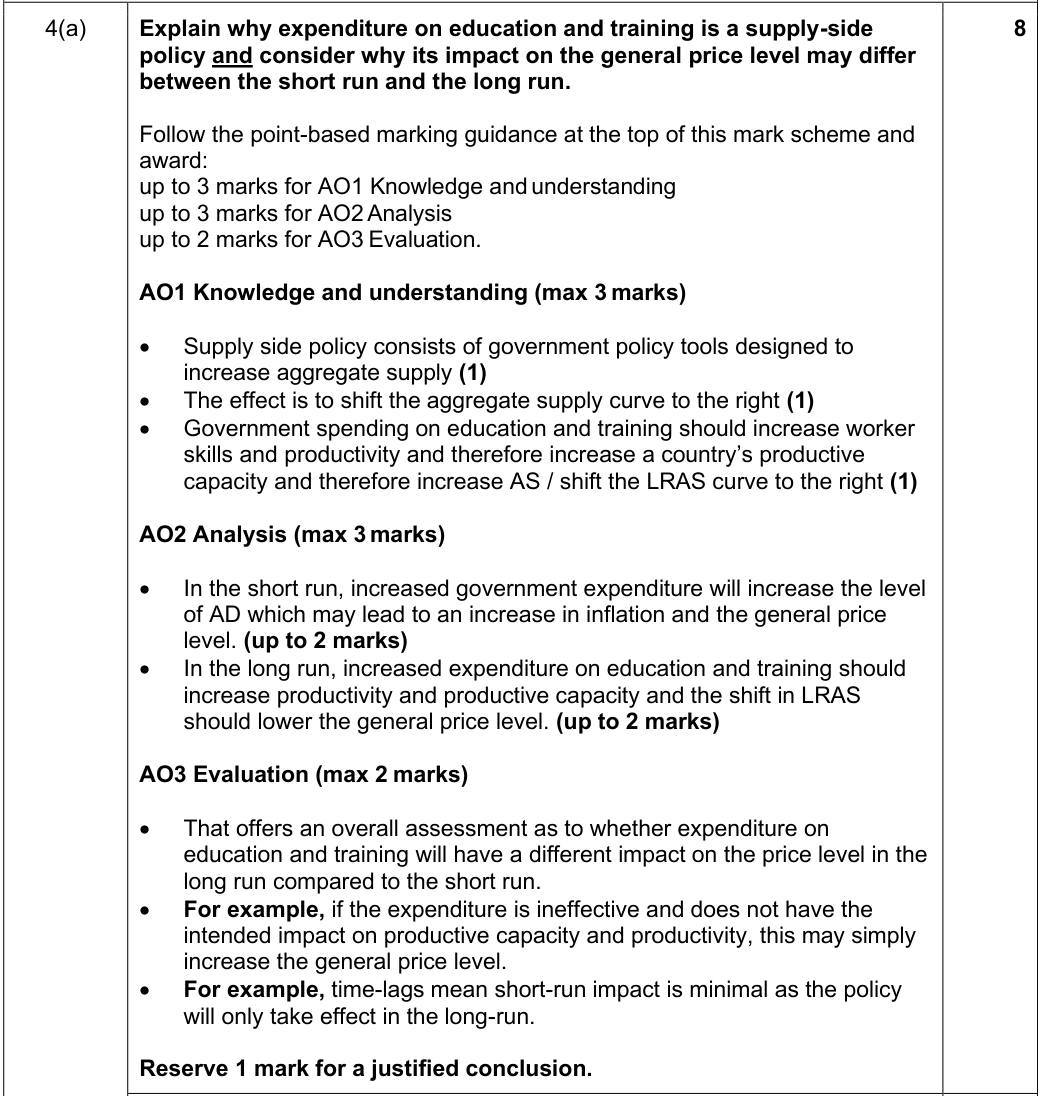 4(a) Explain why expenditure on education and training is a supply-side 8
policy and consider why its impact on the general price level may differ
between the short run and the long run.
Follow the point-based marking guidance at the top of this mark scheme and
award:
up to 3 marks for AO1 Knowledge and understanding
up to 3 marks for AO2 Analysis
up to 2 marks for AO3 Evaluation.
AO1 Knowledge and understanding (max 3 marks)
• Supply side policy consists of government policy tools designed to
increase aggregate supply (1)
• The effect is to shift the aggregate supply curve to the right (1)
• Government spending on education and training should increase worker
skills and productivity and therefore increase a country’s productive
capacity and therefore increase AS / shift the LRAS curve to the right (1)
AO2 Analysis (max 3 marks)
• In the short run, increased government expenditure will increase the level
of AD which may lead to an increase in inflation and the general price
level. (up to 2 marks)
• In the long run, increased expenditure on education and training should
increase productivity and productive capacity and the shift in LRAS
should lower the general price level. (up to 2 marks)
AO3 Evaluation (max 2 marks)
• That offers an overall assessment as to whether expenditure on
education and training will have a different impact on the price level in the
long run compared to the short run.
• For example, if the expenditure is ineffective and does not have the
intended impact on productive capacity and productivity, this may simply
increase the general price level.
• For example, time-lags mean short-run impact is minimal as the policy
will only take effect in the long-run.
Reserve 1 mark for a justified conclusion.